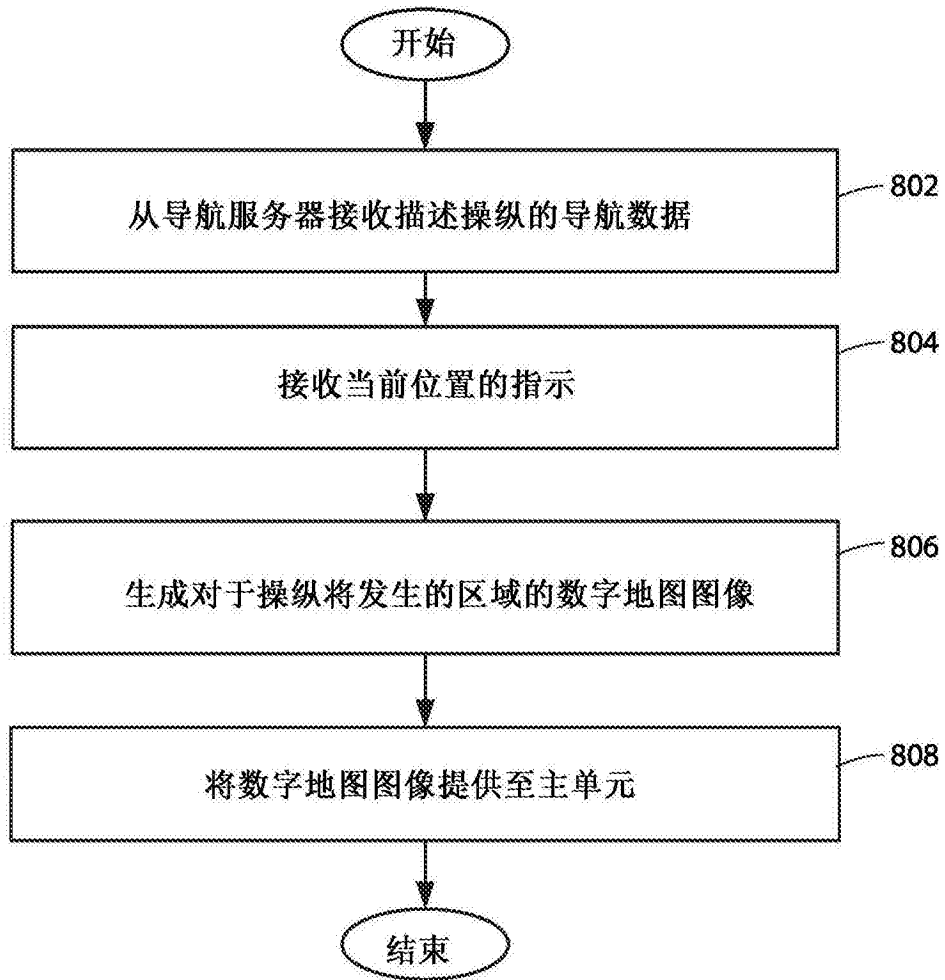 开始
从导航服务器接收描述操纵的导航数据
802
接收当前位置的指示
804
生成对于操纵将发生的区域的数字地图图像
806
将数字地图图像提供至主单元
808
结束